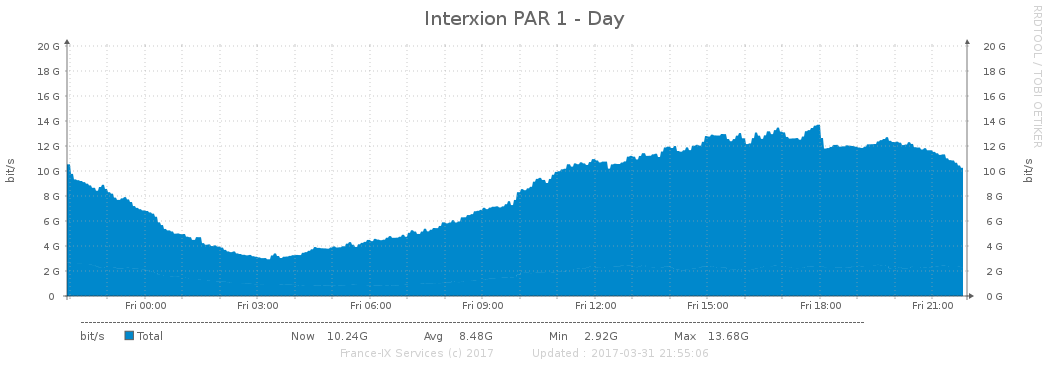 Interxion PAR 1 - Day
RRDTOOL / TOBI OETIKER
20 G 20 G
18 G 18 G
16 G 16 G
14 G 14 G
12 G 12 G
10 G 10 G
8 G 8 G
6 G 6 G
4 G 4 G
2 G 2 G
0 0 G
bit/s
bit/s
Fri 00:00 Fri 03:00 Fri 06:00 Fri 09:00 Fri 12:00 Fri 15:00 Fri 18:00 Fri 21:00
bit/s Total Now 10.24G Avg 8.48G Min 2.92G Max 13.68G
France-IX Services (c) 2017 Updated : 2017-03-31 21:55:06